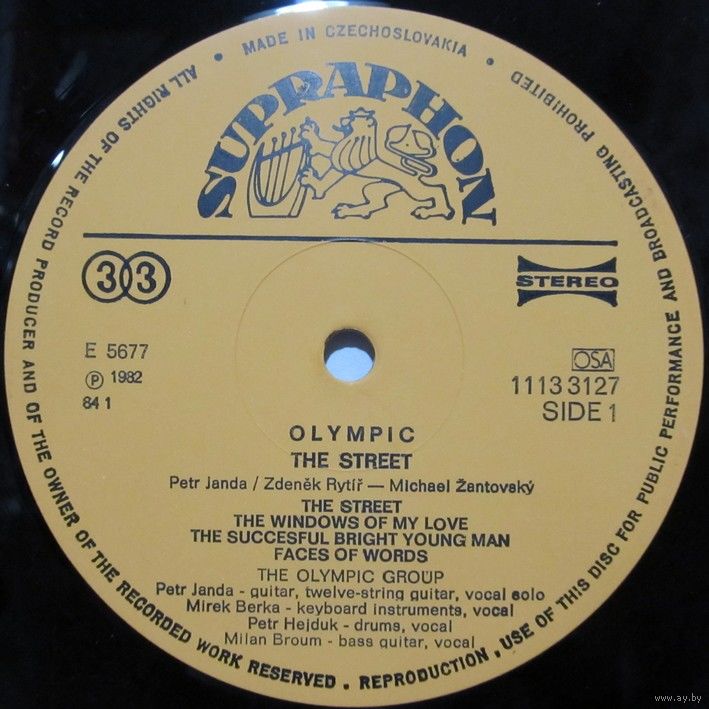 ALL RIGHTS OF THE RECORD PRODUCER AND OF THE OWNER OF THE RECORDED WORK RESERVED . REPRODUCTION . USE OF THIS DISC FOR PUBLIC PERFORMANCE AND BROADCASTING PROHIBITED
• MADE IN CZECHOSLOVAKIA •
SUPRAPHON
33
STEREO
E 5677
Ⓟ 1982
84 1
OSA
1113 3127
SIDE 1
OLYMPIC
THE STREET
Petr Janda / Zdeněk Rytíř — Michael Žantovský
THE STREET
THE WINDOWS OF MY LOVE
THE SUCCESFUL BRIGHT YOUNG MAN
FACES OF WORDS
THE OLYMPIC GROUP
Petr Janda - guitar, twelve-string guitar, vocal solo
Mirek Berka - keyboard instruments, vocal
Petr Hejduk - drums, vocal
Milan Broum - bass guitar, vocal
www.ay.by